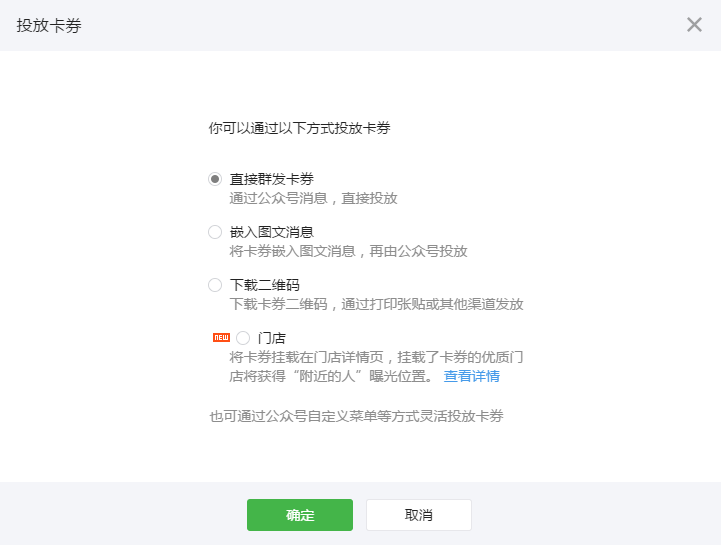 投放卡券
你可以通过以下方式投放卡券
直接群发卡券
通过公众号消息，直接投放
嵌入图文消息
将卡券嵌入图文消息，再由公众号投放
下载二维码
下载卡券二维码，通过打印张贴或其他渠道发放
NEW 门店
将卡券挂载在门店详情页，挂载了卡券的优质门
店将获得“附近的人”曝光位置。 查看详情
也可通过公众号自定义菜单等方式灵活投放卡券
确定 取消